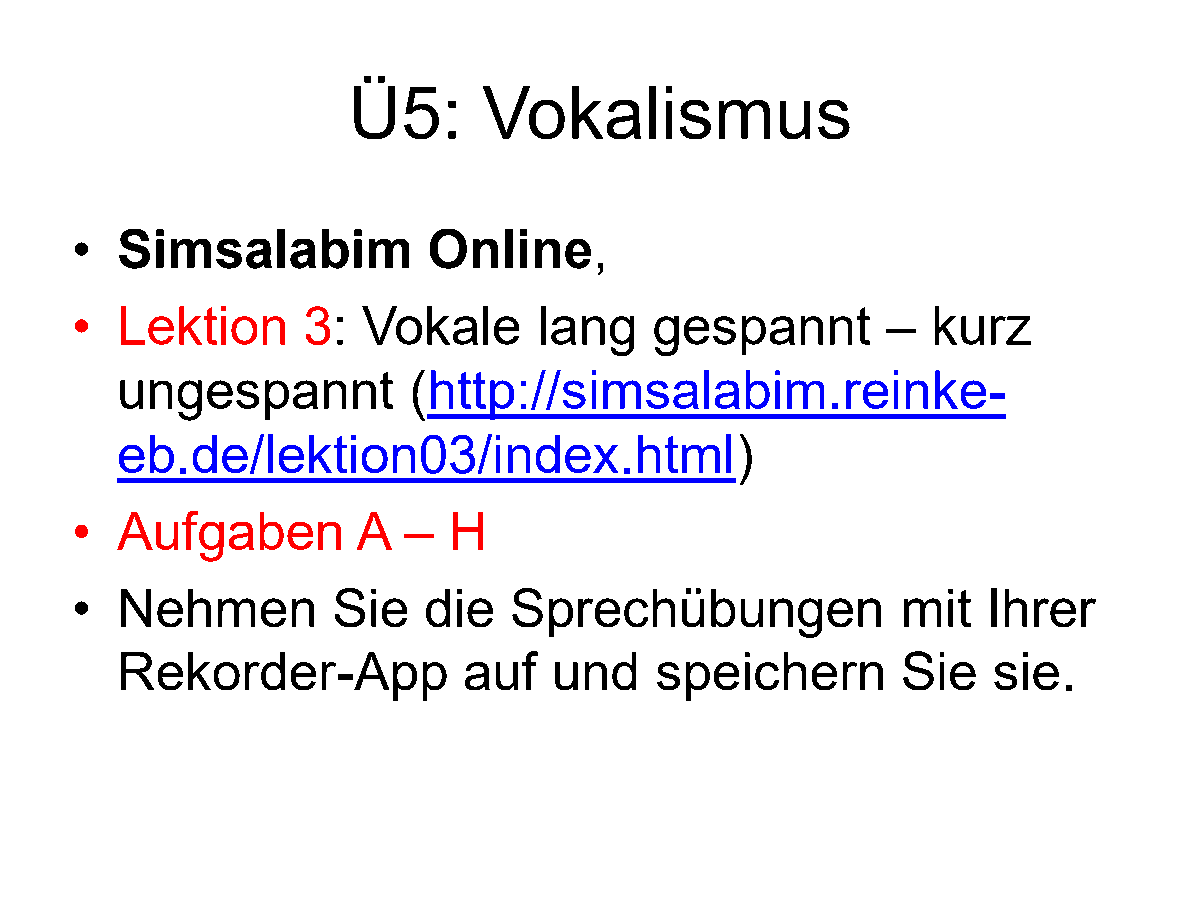 Ü5: Vokalismus
• Simsalabim Online,
• Lektion 3: Vokale lang gespannt – kurz
ungespannt (http://simsalabim.reinke-
eb.de/lektion03/index.html)
• Aufgaben A – H
• Nehmen Sie die Sprechübungen mit Ihrer
Rekorder-App auf und speichern Sie sie.